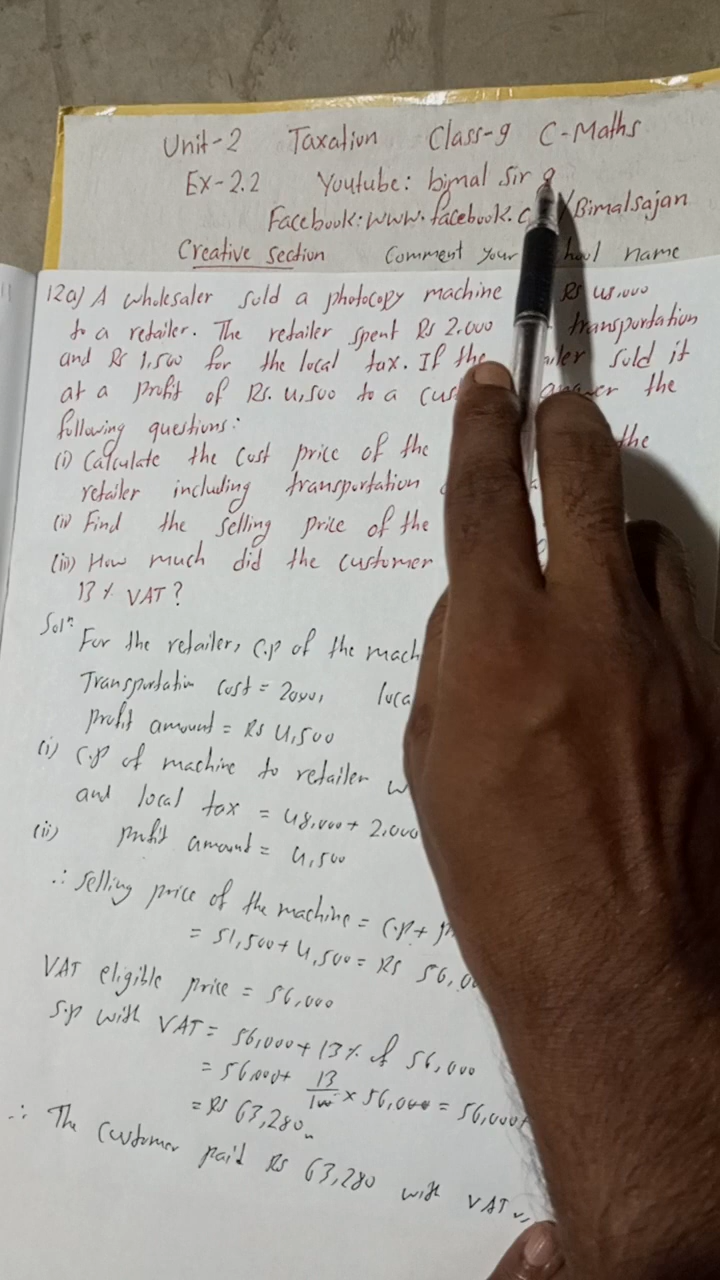 Unit-2 Taxation Class-9 C-Maths
Ex-2.2 Youtube: bimal Sir
Facebook: www.facebook.c /Bimalsajan
Creative section Comment your hool name
12a) A wholesaler sold a photocopy machine Rs 48,000
to a retailer. The retailer spent Rs 2,000 transportation
and Rs 1,500 for the local tax. If the iler sold it
at a profit of Rs. 4,500 to a cus answer the
following questions:
(i) Calculate the cost price of the the
retailer including transportation
(ii) Find the selling price of the
(iii) How much did the customer
13% VAT?
Solⁿ
For the retailer, C.P of the mach
Transportation cost = 2000, loca
profit amount = Rs 4,500
(i) C.P of machine to retailer w
and local tax = 48,000 + 2,000
(ii) profit amount = 4,500
∴ Selling price of the machine = C.P + p
= 51,500 + 4,500 = Rs 56,0
VAT eligible price = 56,000
S.p with VAT = 56,000 + 13% of 56,000
= 56,000 + 13/100 × 56,000 = 56,000+
= Rs 63,280
∴ The customer paid Rs 63,280 with VAT